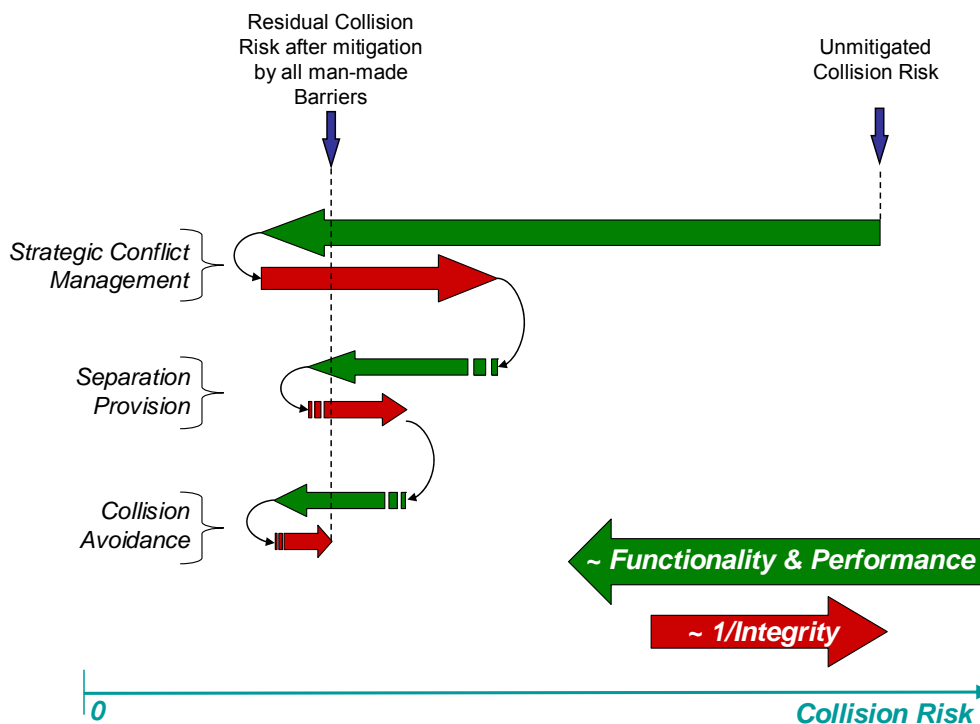 Residual Collision
Risk after mitigation
by all man-made
Barriers
Unmitigated
Collision Risk
Strategic Conflict
Management
Separation
Provision
Collision
Avoidance
~ Functionality & Performance
~ 1/Integrity
0
Collision Risk